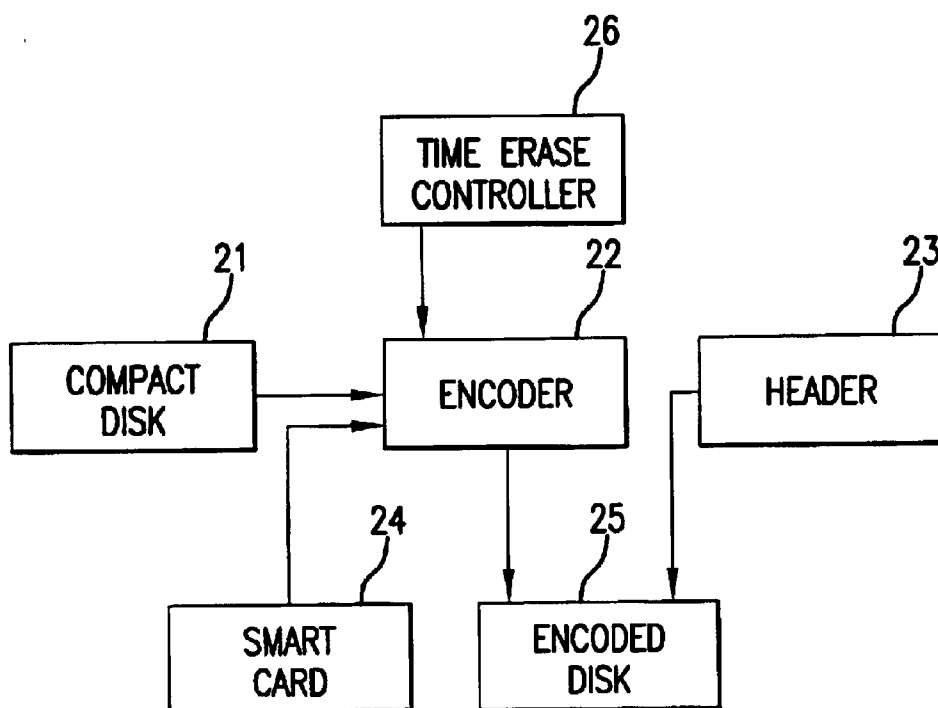 26
TIME ERASE
CONTROLLER
21
22
23
COMPACT
DISK
ENCODER
HEADER
24
25
SMART
CARD
ENCODED
DISK